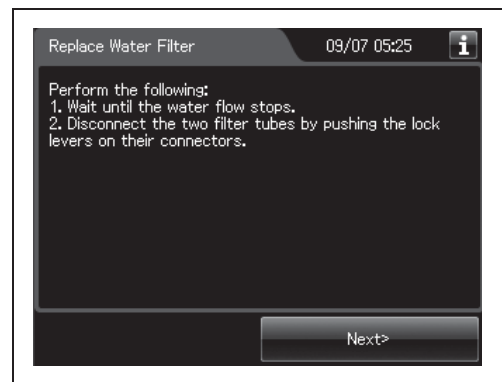 Replace Water Filter 09/07 05:25 i
Perform the following:
1. Wait until the water flow stops.
2. Disconnect the two filter tubes by pushing the lock
levers on their connectors.
Next>